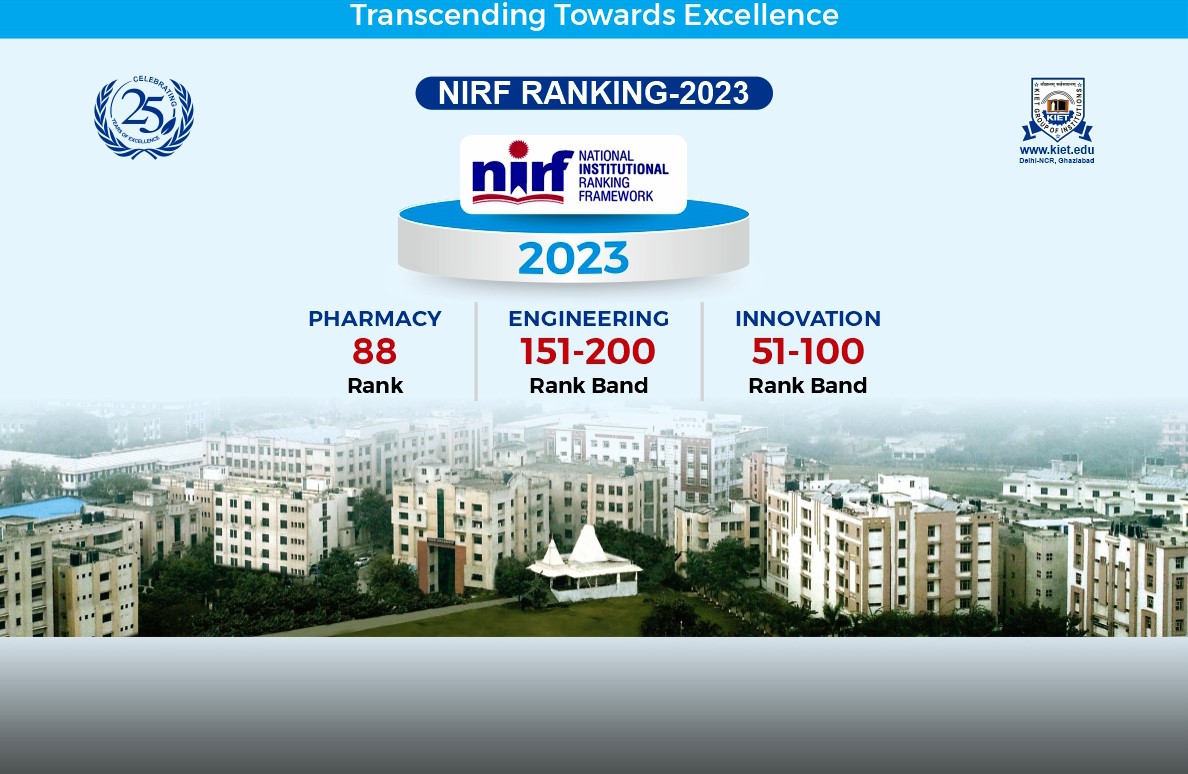 Transcending Towards Excellence
CELEBRATING
25
YEARS OF EXCELLENCE
NIRF RANKING-2023
KIET GROUP OF INSTITUTIONS
KIET
www.kiet.edu
Delhi-NCR, Ghaziabad
nirf
NATIONAL
INSTITUTIONAL
RANKING
FRAMEWORK
2023
PHARMACY
88
Rank
ENGINEERING
151-200
Rank Band
INNOVATION
51-100
Rank Band